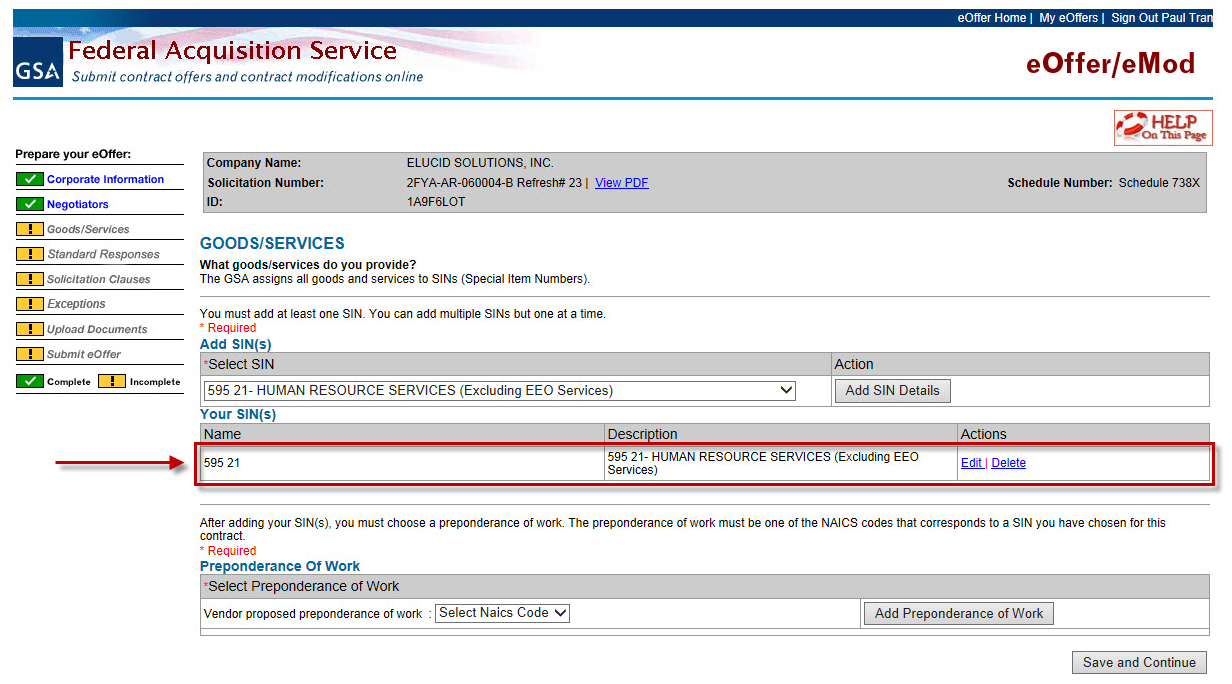 eOffer Home | My eOffers | Sign Out Paul Tran
GSA
Federal Acquisition Service
Submit contract offers and contract modifications online
eOffer/eMod
HELP
On This Page
Prepare your eOffer:
Corporate Information
Negotiators
! Goods/Services
! Standard Responses
! Solicitation Clauses
! Exceptions
! Upload Documents
! Submit eOffer
Complete ! Incomplete
Company Name: ELUCID SOLUTIONS, INC.
Solicitation Number: 2FYA-AR-060004-B Refresh# 23 | View PDF Schedule Number: Schedule 738X
ID: 1A9F6LOT
GOODS/SERVICES
What goods/services do you provide?
The GSA assigns all goods and services to SINs (Special Item Numbers).
You must add at least one SIN. You can add multiple SINs but one at a time.
* Required
Add SIN(s)
*Select SIN Action
595 21- HUMAN RESOURCE SERVICES (Excluding EEO Services) Add SIN Details
Your SIN(s)
Name Description Actions
595 21 595 21- HUMAN RESOURCE SERVICES (Excluding EEO Edit | Delete
Services)
After adding your SIN(s), you must choose a preponderance of work. The preponderance of work must be one of the NAICS codes that corresponds to a SIN you have chosen for this
contract.
* Required
Preponderance Of Work
*Select Preponderance of Work
Vendor proposed preponderance of work : Select Naics Code Add Preponderance of Work
Save and Continue